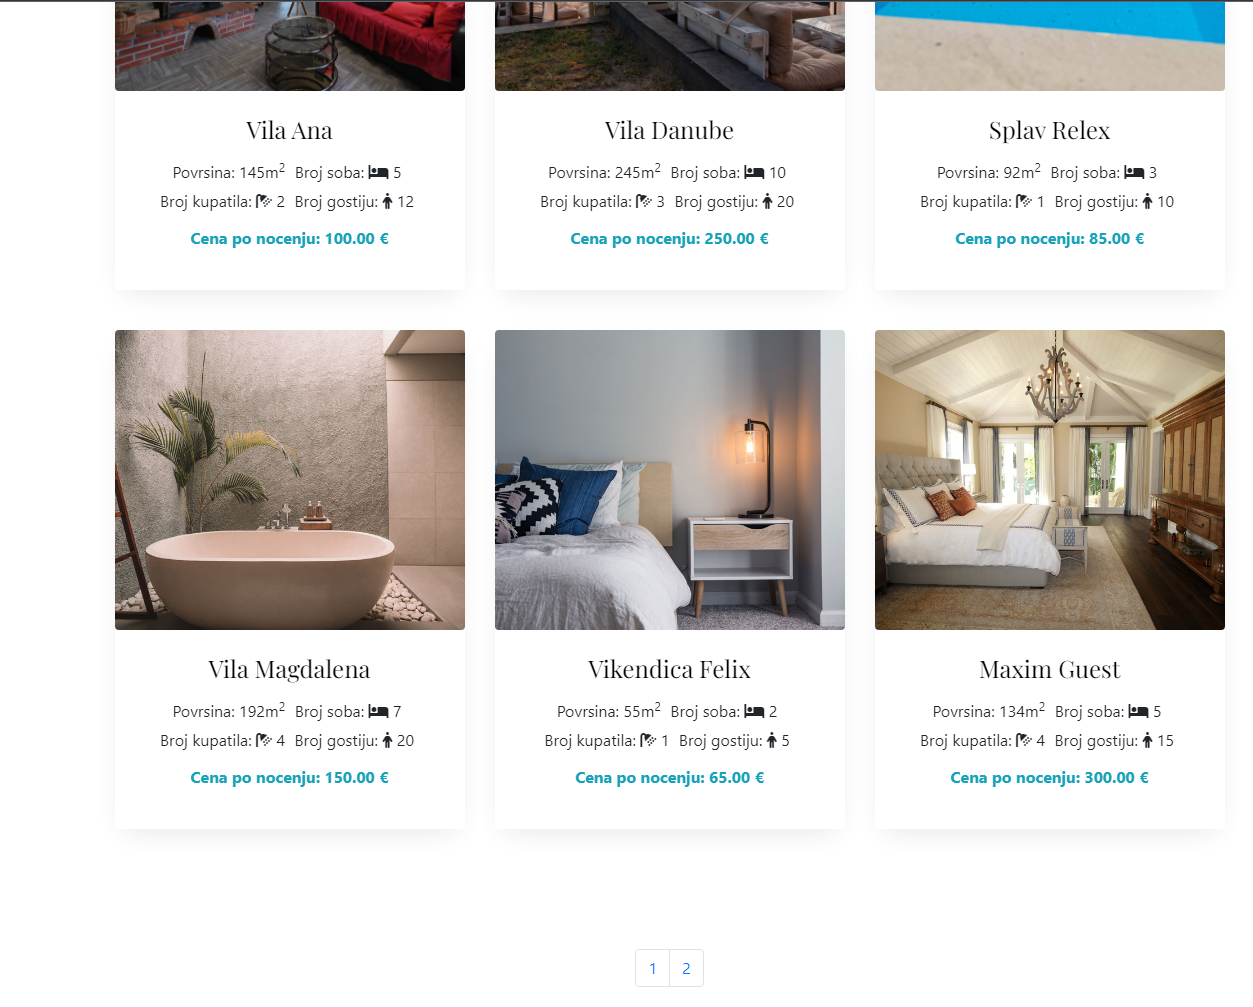 Vila Ana
Povrsina: 145m² Broj soba: 5
Broj kupatila: 2 Broj gostiju: 12
Cena po nocenju: 100.00 €
Vila Danube
Povrsina: 245m² Broj soba: 10
Broj kupatila: 3 Broj gostiju: 20
Cena po nocenju: 250.00 €
Splav Relex
Povrsina: 92m² Broj soba: 3
Broj kupatila: 1 Broj gostiju: 10
Cena po nocenju: 85.00 €
Vila Magdalena
Povrsina: 192m² Broj soba: 7
Broj kupatila: 4 Broj gostiju: 20
Cena po nocenju: 150.00 €
Vikendica Felix
Povrsina: 55m² Broj soba: 2
Broj kupatila: 1 Broj gostiju: 5
Cena po nocenju: 65.00 €
Maxim Guest
Povrsina: 134m² Broj soba: 5
Broj kupatila: 4 Broj gostiju: 15
Cena po nocenju: 300.00 €
1 2